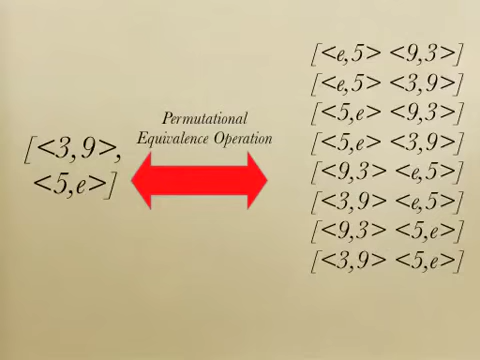 [<3,9>,
<5,e>]
Permutational
Equivalence Operation
[<e,5> <9,3>]
[<e,5> <3,9>]
[<5,e> <9,3>]
[<5,e> <3,9>]
[<9,3> <e,5>]
[<3,9> <e,5>]
[<9,3> <5,e>]
[<3,9> <5,e>]